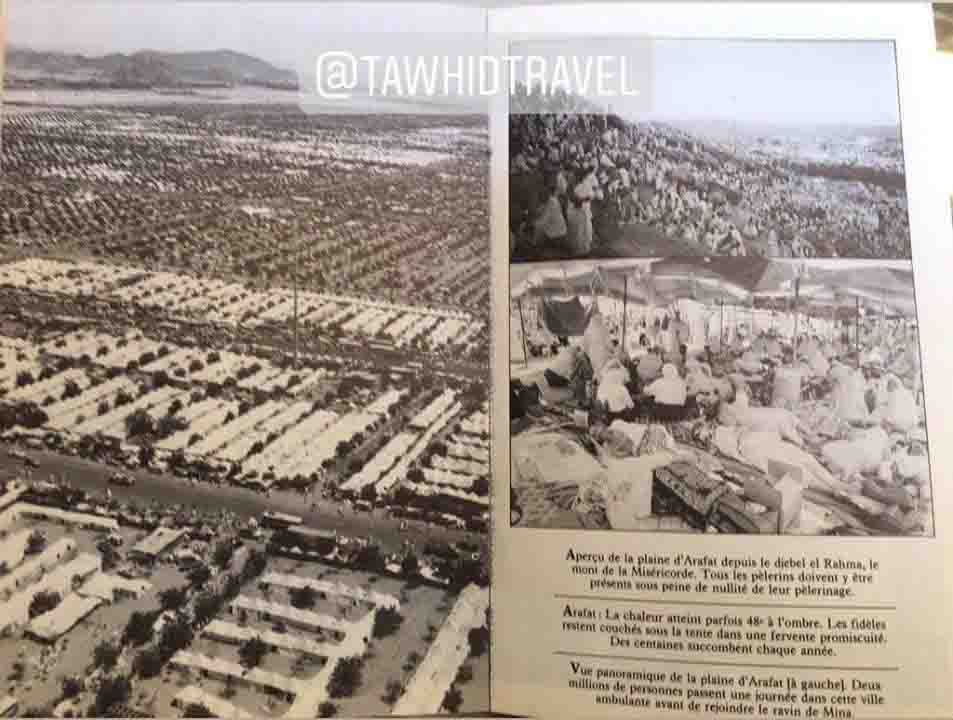 @TAWHIDTRAVEL
Aperçu de la plaine d'Arafat depuis le djebel el Rahma, le
mont de la Miséricorde. Tous les pèlerins doivent y être
présents sous peine de nullité de leur pèlerinage.
Arafat : La chaleur atteint parfois 48º à l'ombre. Les fidèles
restent couchés sous la tente dans une fervente promiscuité.
Des centaines succombent chaque année.
Vue panoramique de la plaine d'Arafat [à gauche]. Deux
millions de personnes passent une journée dans cette ville
ambulante avant de rejoindre le ravin de Mina